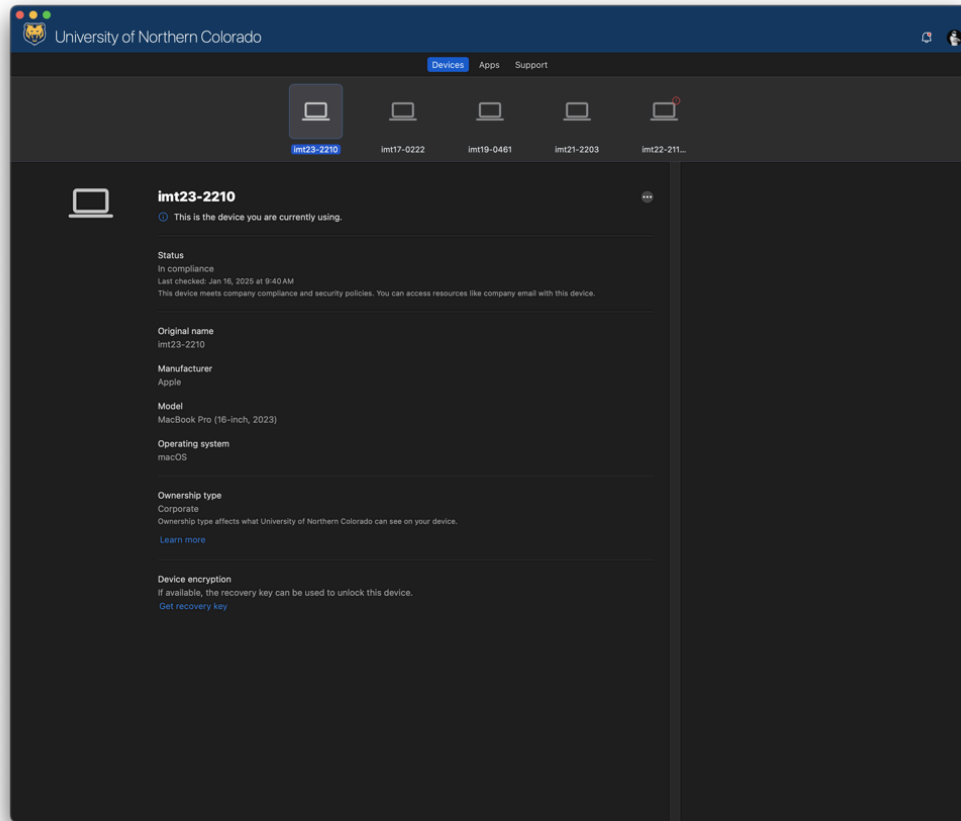 University of Northern Colorado
Devices Apps Support
imt23-2210 imt17-0222 imt19-0461 imt21-2203 imt22-211...
imt23-2210
This is the device you are currently using.
Status
In compliance
Last checked: Jan 16, 2025 at 9:40 AM
This device meets company compliance and security policies. You can access resources like company email with this device.
Original name
imt23-2210
Manufacturer
Apple
Model
MacBook Pro (16-inch, 2023)
Operating system
macOS
Ownership type
Corporate
Ownership type affects what University of Northern Colorado can see on your device.
Learn more
Device encryption
If available, the recovery key can be used to unlock this device.
Get recovery key